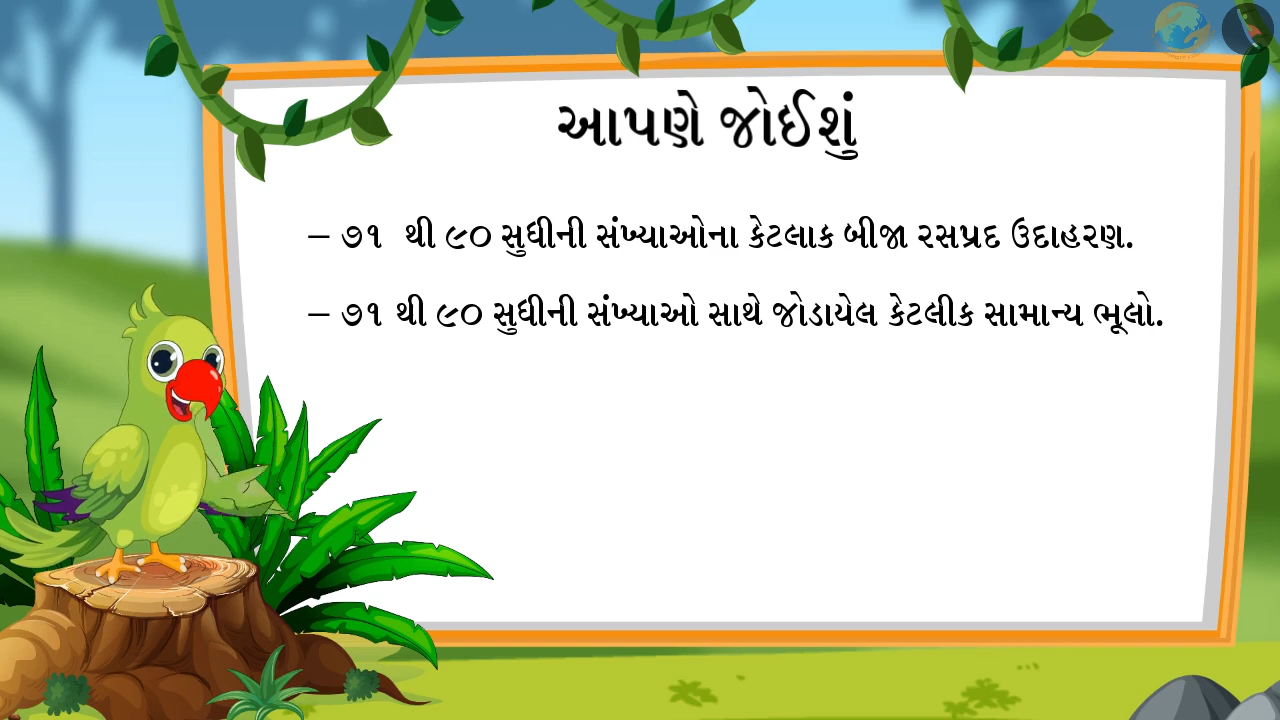 આપણે જોઈશું
– ૭૧ થી ૯૦ સુધીની સંખ્યાઓના કેટલાક બીજા રસપ્રદ ઉદાહરણ.
– ૭૧ થી ૯૦ સુધીની સંખ્યાઓ સાથે જોડાયેલ કેટલીક સામાન્ય ભૂલો.